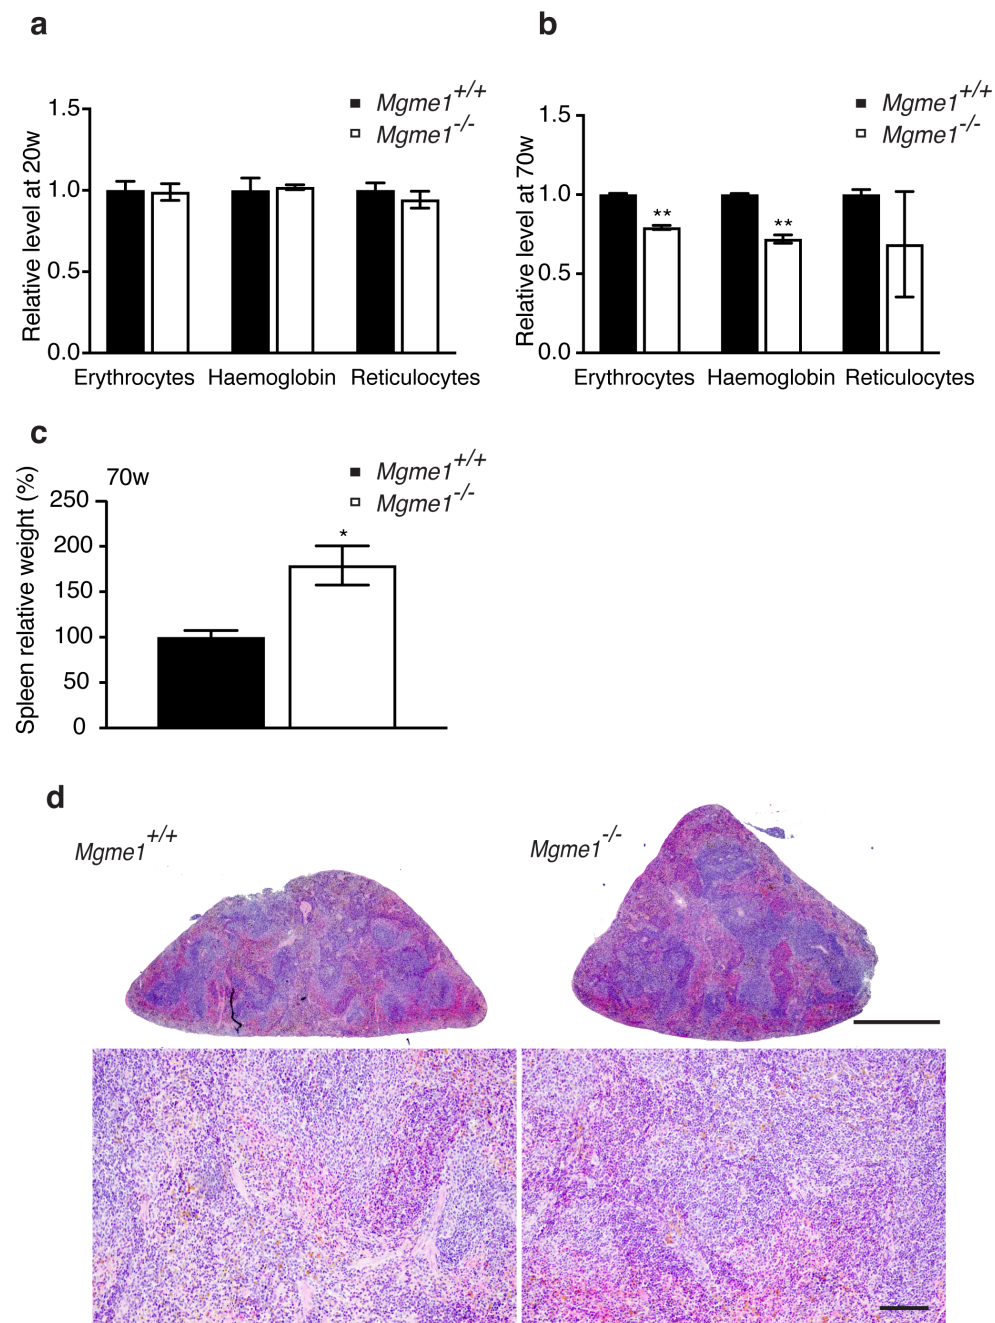 a
Mgme1+/+
Mgme1-/-
Relative level at 20w
1.5
1.0
0.5
0.0
Erythrocytes Haemoglobin Reticulocytes
b
Mgme1+/+
Mgme1-/-
Relative level at 70w
1.5
1.0
0.5
0.0
**
**
Erythrocytes Haemoglobin Reticulocytes
c
70w
Mgme1+/+
Mgme1-/-
Spleen relative weight (%)
250
200
150
100
50
0
*
d
Mgme1+/+
Mgme1-/-